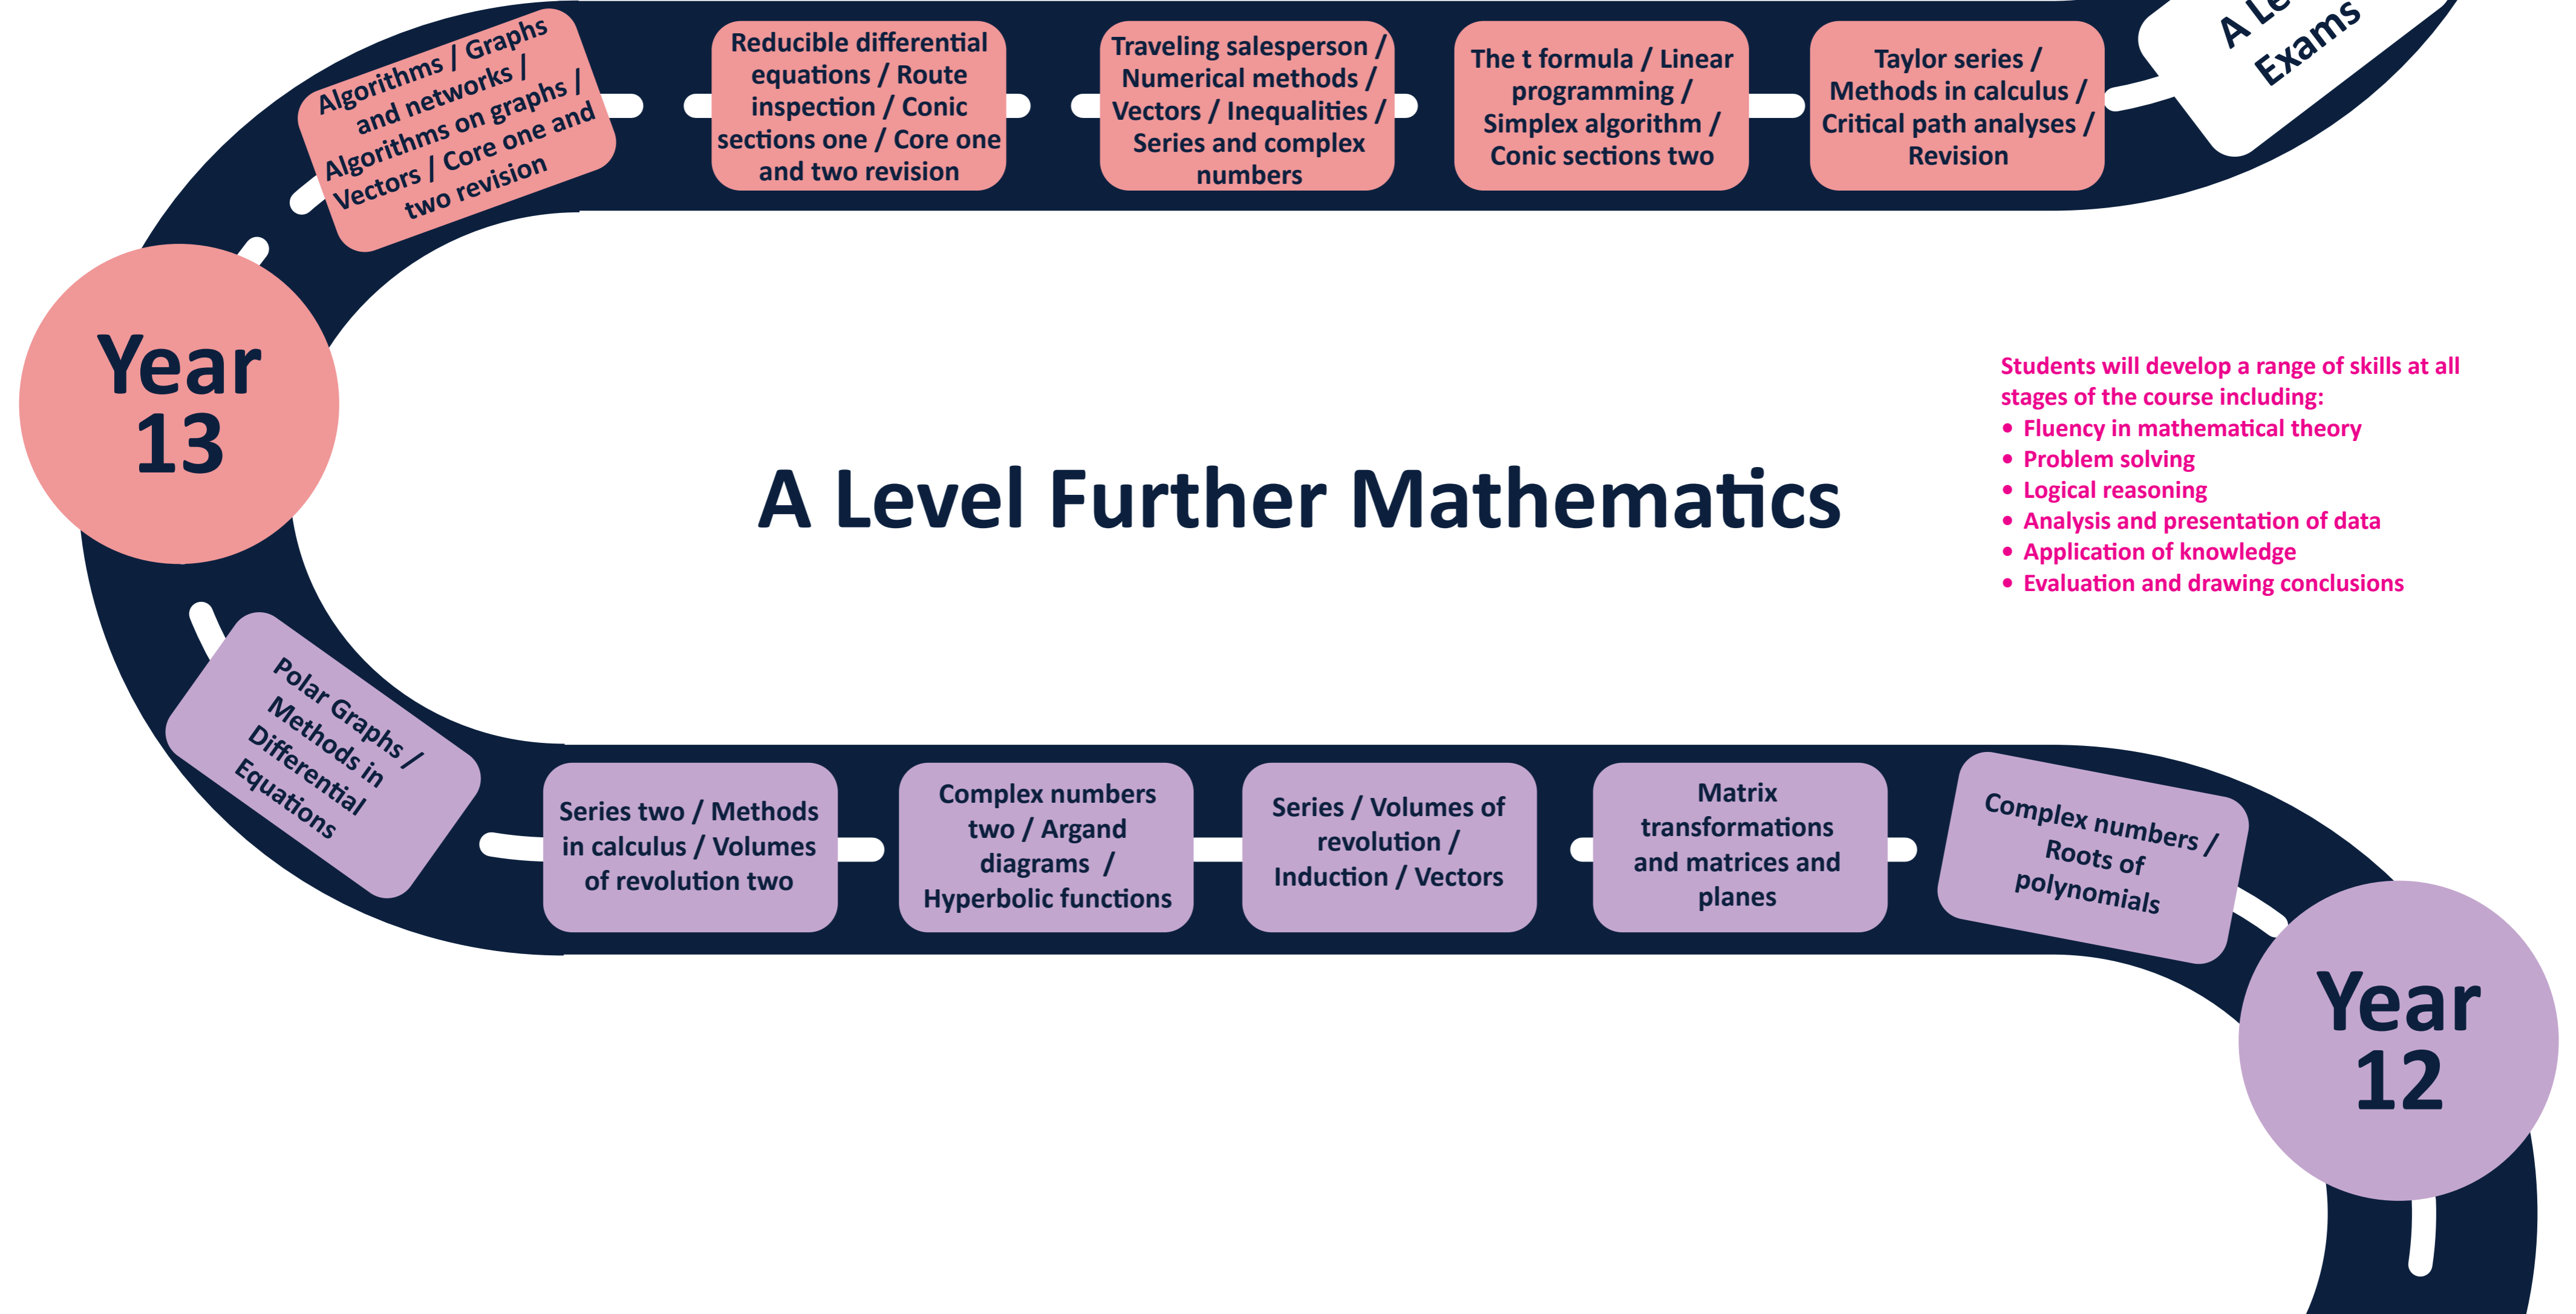 Algorithms / Graphs
and networks /
Algorithms on graphs /
Vectors / Core one and
two revision
Reducible differential
equations / Route
inspection / Conic
sections one / Core one
and two revision
Traveling salesperson /
Numerical methods /
Vectors / Inequalities /
Series and complex
numbers
The t formula / Linear
programming /
Simplex algorithm /
Conic sections two
Taylor series /
Methods in calculus /
Critical path analyses /
Revision
A Le
Exams
Year
13
A Level Further Mathematics
Students will develop a range of skills at all
stages of the course including:
• Fluency in mathematical theory
• Problem solving
• Logical reasoning
• Analysis and presentation of data
• Application of knowledge
• Evaluation and drawing conclusions
Polar Graphs /
Methods in
Differential
Equations
Series two / Methods
in calculus / Volumes
of revolution two
Complex numbers
two / Argand
diagrams /
Hyperbolic functions
Series / Volumes of
revolution /
Induction / Vectors
Matrix
transformations
and matrices and
planes
Complex numbers /
Roots of
polynomials
Year
12